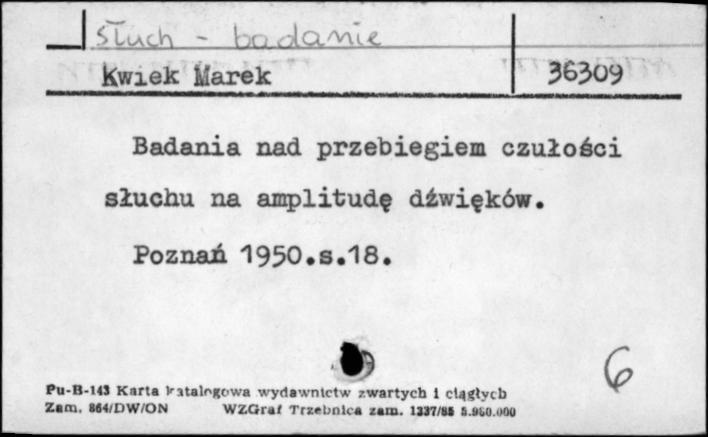 słuch - badanie
Kwiek Marek 36309
Badania nad przebiegiem czułości
słuchu na amplitudę dźwięków.
Poznań 1950.s.18.
6
Pu-B-143 Karta katalogowa wydawnictw zwartych i ciągłych
Zam. 864/DW/ON WZGraf Trzebnica zam. 1337/85 5.980.000